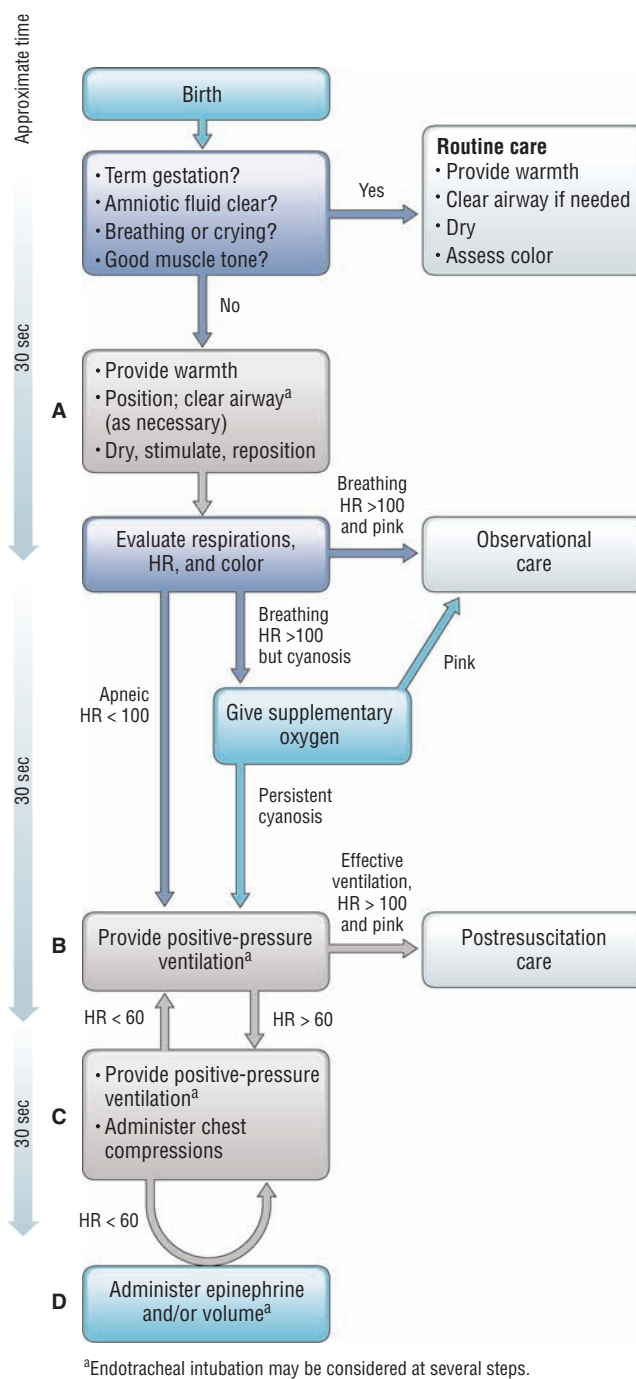 Approximate time
Birth
• Term gestation?
• Amniotic fluid clear?
• Breathing or crying?
• Good muscle tone?
Yes
Routine care
• Provide warmth
• Clear airway if needed
• Dry
• Assess color
No
30 sec
A
• Provide warmth
• Position; clear airwayᵃ
(as necessary)
• Dry, stimulate, reposition
Evaluate respirations,
HR, and color
Breathing
HR >100
and pink
Observational
care
Breathing
HR >100
but cyanosis
Pink
Apneic
HR < 100
Give supplementary
oxygen
30 sec
Persistent
cyanosis
B
Provide positive-pressure
ventilationᵃ
Effective
ventilation,
HR > 100
and pink
Postresuscitation
care
HR < 60
HR > 60
30 sec
C
• Provide positive-pressure
ventilationᵃ
• Administer chest
compressions
HR < 60
D
Administer epinephrine
and/or volumeᵃ
ᵃEndotracheal intubation may be considered at several steps.